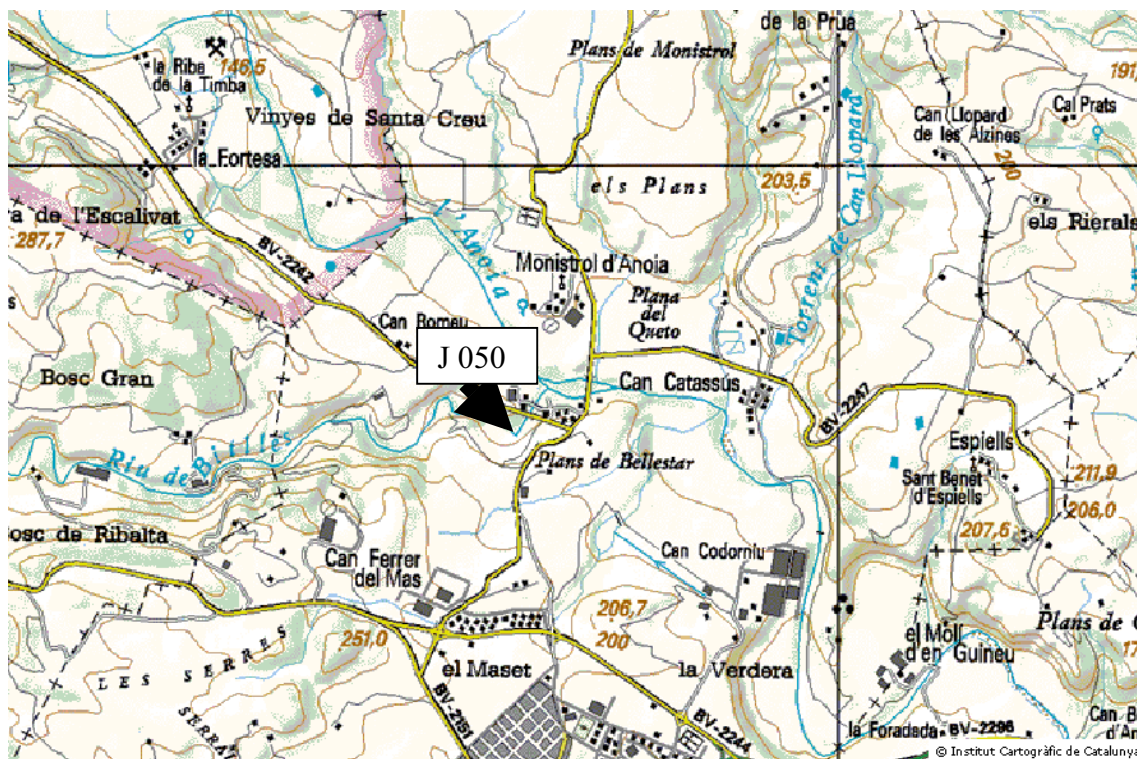 de la Prua
Plans de Monistrol
la Riba
de la Timba
146,5
191
Cal Prats
Can Llopard
de les Alzines
Vinyes de Santa Creu
la Fortesa
200
203,5
els Plans
Torrent de Can Llopard
els Rierals
ra de l'Escalivat
287,7
BV-2242
L'Anoia
Monistrol d'Anoia
Plana
del
Queto
Can Romeu
J 050
Bosc Gran
Can Catassús
BV-2247
Riu de Bitlles
Plans de Bellestar
Espiells
Sant Benet
d'Espiells
211,9
206,0
207,6
osc de Ribalta
Can Ferrer
del Mas
Can Codorniu
206,7
200
251,0
el Molí
d'en Guineu
Plans de C
17
LES SERRES
SERRA
el Maset
la Verdera
BV-2151
BV-2244
la Foradada
BV-2296
Can B
d'An
© Institut Cartogràfic de Catalunya